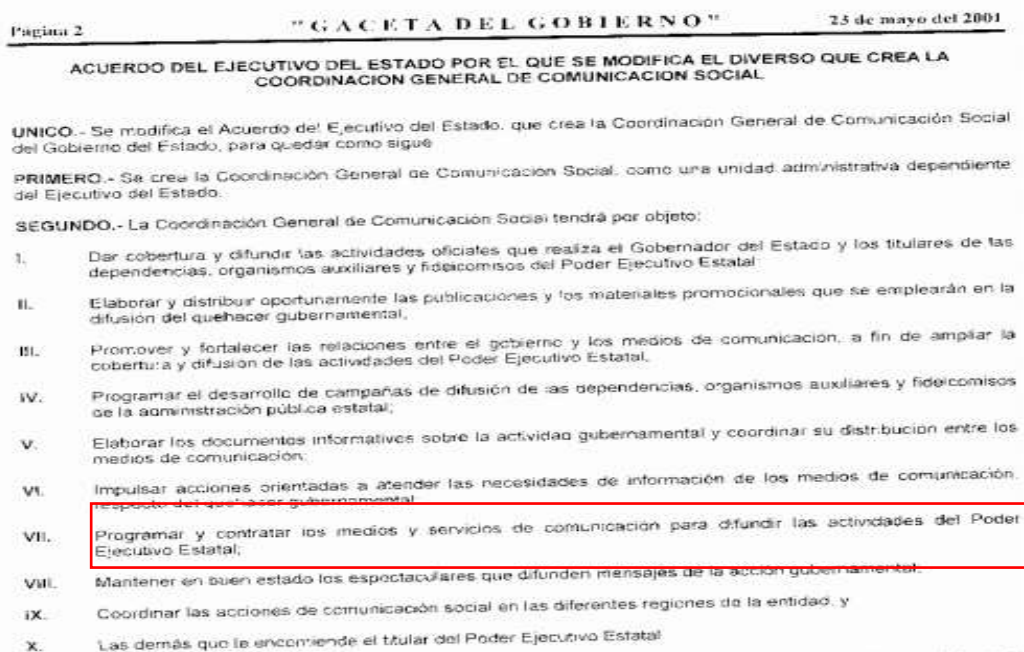 Página 2
"GACETA DEL GOBIERNO"
23 de mayo del 2001
ACUERDO DEL EJECUTIVO DEL ESTADO POR EL QUE SE MODIFICA EL DIVERSO QUE CREA LA
COORDINACION GENERAL DE COMUNICACION SOCIAL
UNICO.- Se modifica el Acuerdo del Ejecutivo del Estado, que crea la Coordinación General de Comunicación Social
del Gobierno del Estado, para quedar como sigue
PRIMERO.- Se crea la Coordinación General de Comunicación Social, como una unidad administrativa dependiente
del Ejecutivo del Estado.
SEGUNDO.- La Coordinación General de Comunicación Social tendrá por objeto:
I. Dar cobertura y difundir las actividades oficiales que realiza el Gobernador del Estado y los titulares de las
dependencias, organismos auxiliares y fideicomisos del Poder Ejecutivo Estatal
II. Elaborar y distribuir oportunamente las publicaciones y los materiales promocionales que se emplearán en la
difusión del quehacer gubernamental,
III. Promover y fortalecer las relaciones entre el gobierno y los medios de comunicación, a fin de ampliar la
cobertura y difusión de las actividades del Poder Ejecutivo Estatal,
IV. Programar el desarrollo de campañas de difusión de las dependencias, organismos auxiliares y fideicomisos
de la administración pública estatal;
V. Elaborar los documentos informativos sobre la actividad gubernamental y coordinar su distribución entre los
medios de comunicación;
VI. Impulsar acciones orientadas a atender las necesidades de información de los medios de comunicación,
respecto del quehacer gubernamental
VII. Programar y contratar los medios y servicios de comunicación para difundir las actividades del Poder
Ejecutivo Estatal;
VIII. Mantener en buen estado los espectaculares que difunden mensajes de la acción gubernamental;
IX. Coordinar las acciones de comunicación social en las diferentes regiones de la entidad, y
X. Las demás que le encomiende el titular del Poder Ejecutivo Estatal